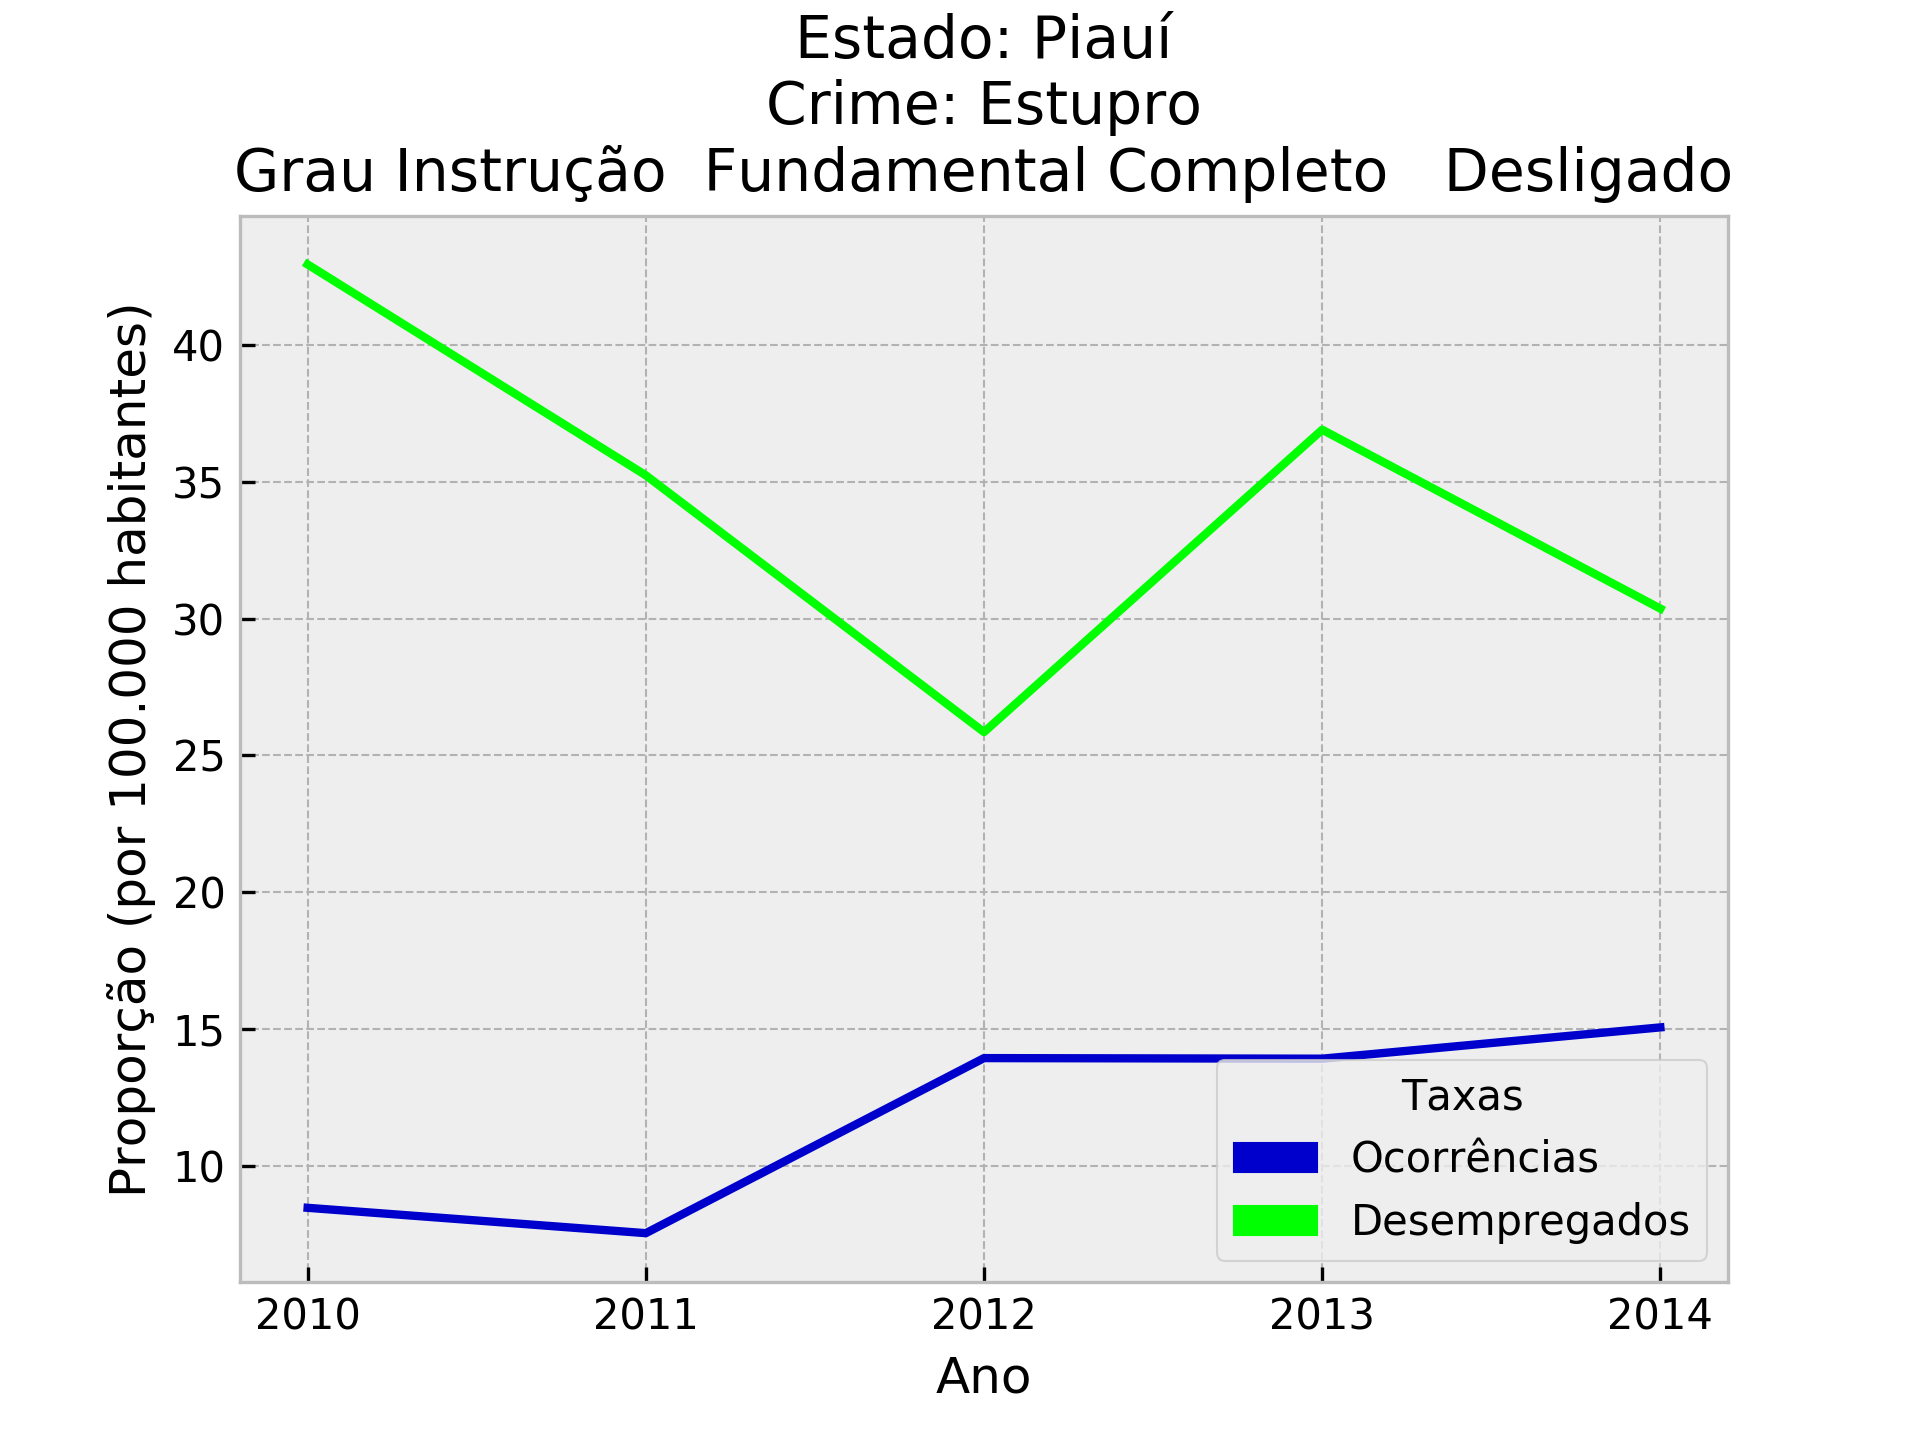 Estado: Piauí
Crime: Estupro
Grau Instrução  Fundamental Completo   Desligado
Proporção (por 100.000 habitantes)
40
35
30
25
20
15
10
Taxas
Ocorrências
Desempregados
2010 2011 2012 2013 2014
Ano